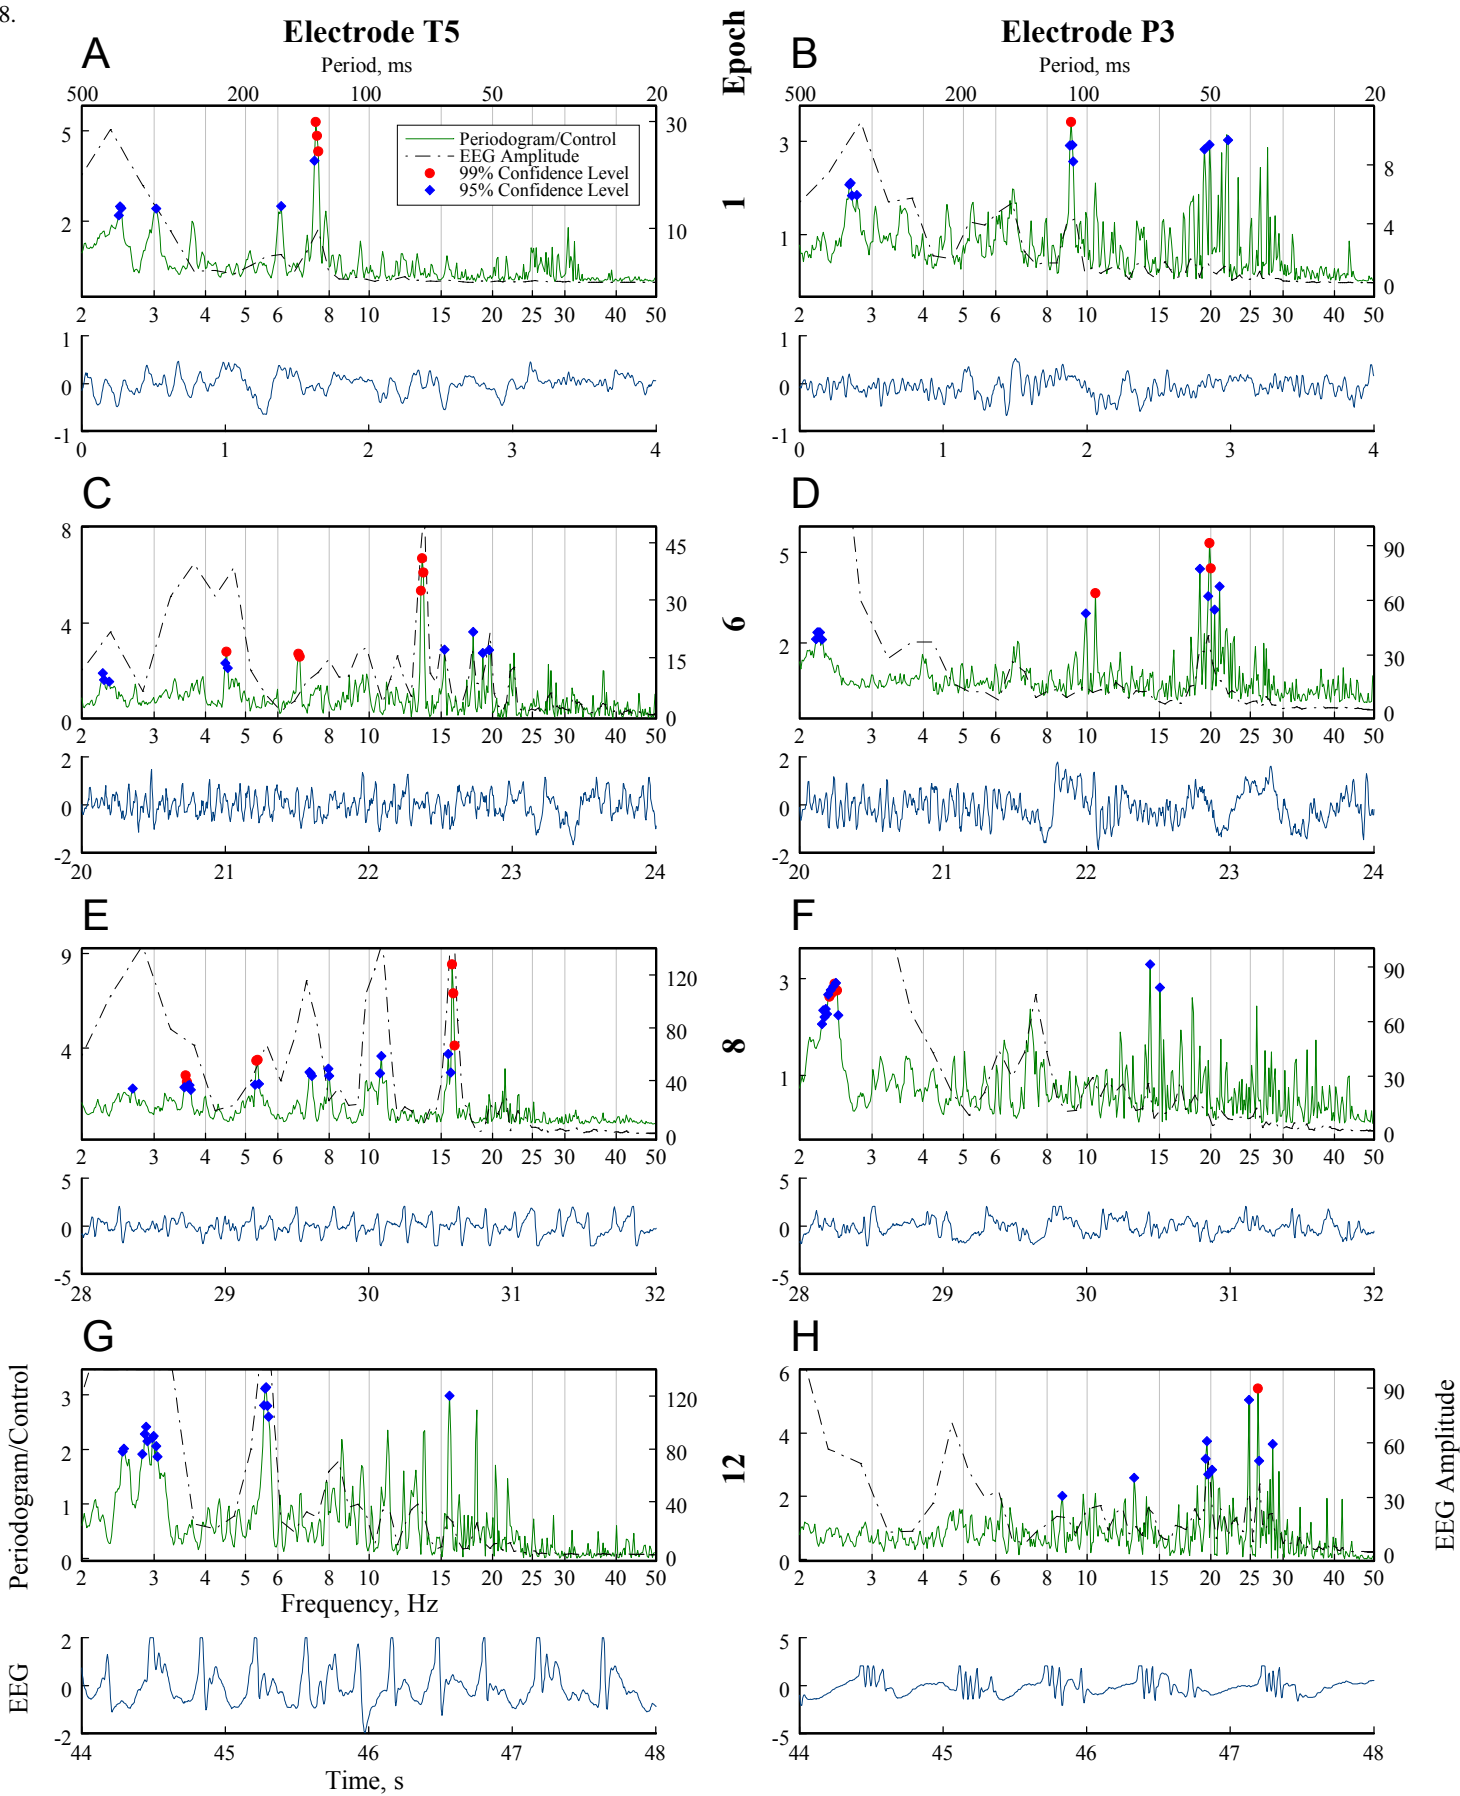 8.
Electrode T5
Epoch
Electrode P3
A
Period, ms
B
Period, ms
500 200 100 50 20
500 200 100 50 20
Periodogram/Control
EEG Amplitude
99% Confidence Level
95% Confidence Level
5
2
30
10
1
3
1
8
4
0
2 3 4 5 6 8 10 15 20 25 30 40 50
2 3 4 5 6 8 10 15 20 25 30 40 50
1
0
-1
1
0
-1
0 1 2 3 4
0 1 2 3 4
C
D
8
4
0
45
30
15
0
6
5
2
90
60
30
0
2 3 4 5 6 8 10 15 20 25 30 40 50
2 3 4 5 6 8 10 15 20 25 30 40 50
2
0
-2
2
0
-2
20 21 22 23 24
20 21 22 23 24
E
F
9
4
120
80
40
0
8
3
1
90
60
30
0
2 3 4 5 6 8 10 15 20 25 30 40 50
2 3 4 5 6 8 10 15 20 25 30 40 50
5
0
-5
5
0
-5
28 29 30 31 32
28 29 30 31 32
G
H
Periodogram/Control
3
2
1
0
120
80
40
0
12
6
4
2
0
90
60
30
0
EEG Amplitude
2 3 4 5 6 8 10 15 20 25 30 40 50
2 3 4 5 6 8 10 15 20 25 30 40 50
Frequency, Hz
EEG
2
0
-2
5
0
-5
44 45 46 47 48
44 45 46 47 48
Time, s